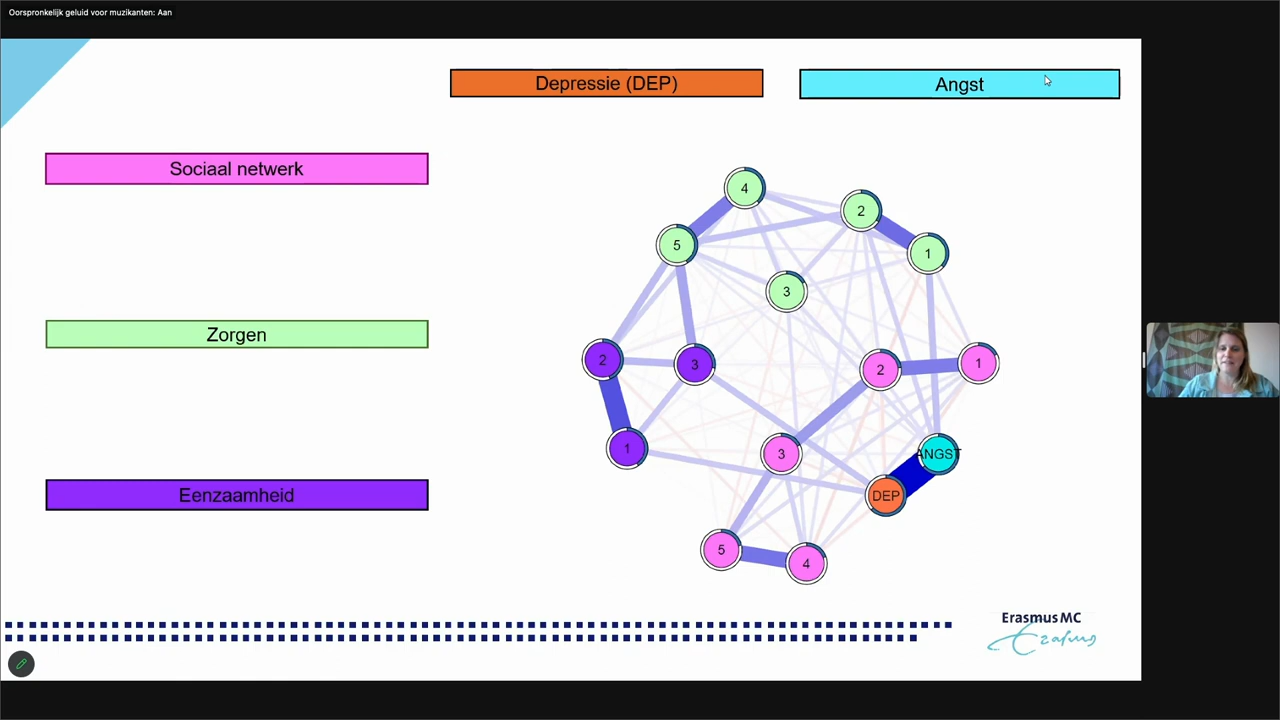 Oorspronkelijk geluid voor muzikanten: Aan
Depressie (DEP)
Angst
Sociaal netwerk
Zorgen
Eenzaamheid
4
2
5
1
3
2
3
2
1
1
3
ANGST
DEP
5
4
Erasmus MC
Erasmus